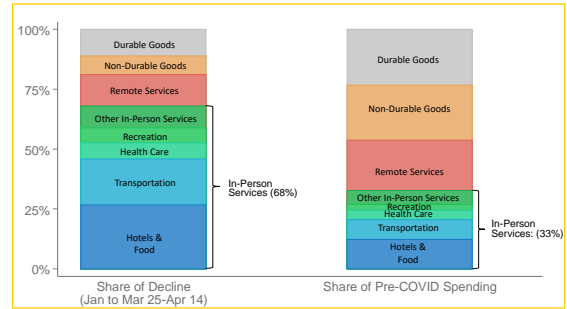 100%
75%
50%
25%
0%
Durable Goods
Non-Durable Goods
Remote Services
Other In-Person Services
Recreation
Health Care
Transportation
Hotels &
Food
In-Person
Services (68%)
Share of Decline
(Jan to Mar 25-Apr 14)
Durable Goods
Non-Durable Goods
Remote Services
Other In-Person Services
Recreation
Health Care
Transportation
Hotels &
Food
In-Person
Services: (33%)
Share of Pre-COVID Spending